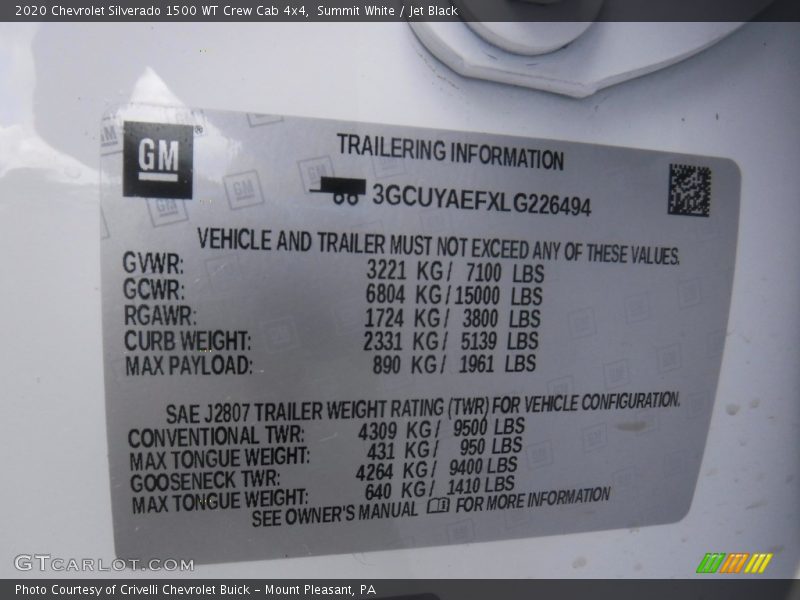 2020 Chevrolet Silverado 1500 WT Crew Cab 4x4, Summit White / Jet Black
GM®
TRAILERING INFORMATION
3GCUYAEFXLG226494
VEHICLE AND TRAILER MUST NOT EXCEED ANY OF THESE VALUES.
GVWR: 3221 KG/ 7100 LBS
GCWR: 6804 KG/15000 LBS
RGAWR: 1724 KG/ 3800 LBS
CURB WEIGHT: 2331 KG/ 5139 LBS
MAX PAYLOAD: 890 KG/ 1961 LBS
SAE J2807 TRAILER WEIGHT RATING (TWR) FOR VEHICLE CONFIGURATION.
CONVENTIONAL TWR: 4309 KG/ 9500 LBS
MAX TONGUE WEIGHT: 431 KG/ 950 LBS
GOOSENECK TWR: 4264 KG/ 9400 LBS
MAX TONGUE WEIGHT: 640 KG/ 1410 LBS
SEE OWNER'S MANUAL FOR MORE INFORMATION
GTCARLOT.COM
Photo Courtesy of Crivelli Chevrolet Buick – Mount Pleasant, PA